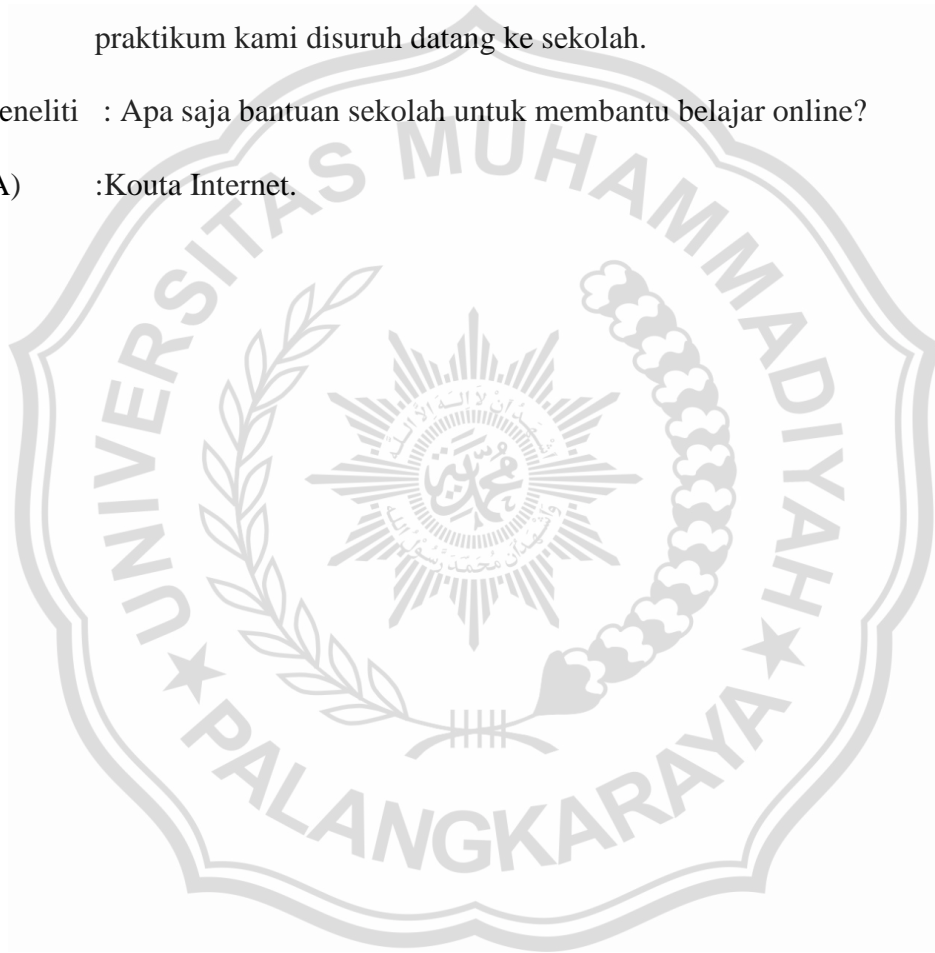 praktikum kami disuruh datang ke sekolah.
eneliti : Apa saja bantuan sekolah untuk membantu belajar online?
A) :Kouta Internet.
UNIVERSITAS MUHAMMADIYAH
PALANGKARAYA